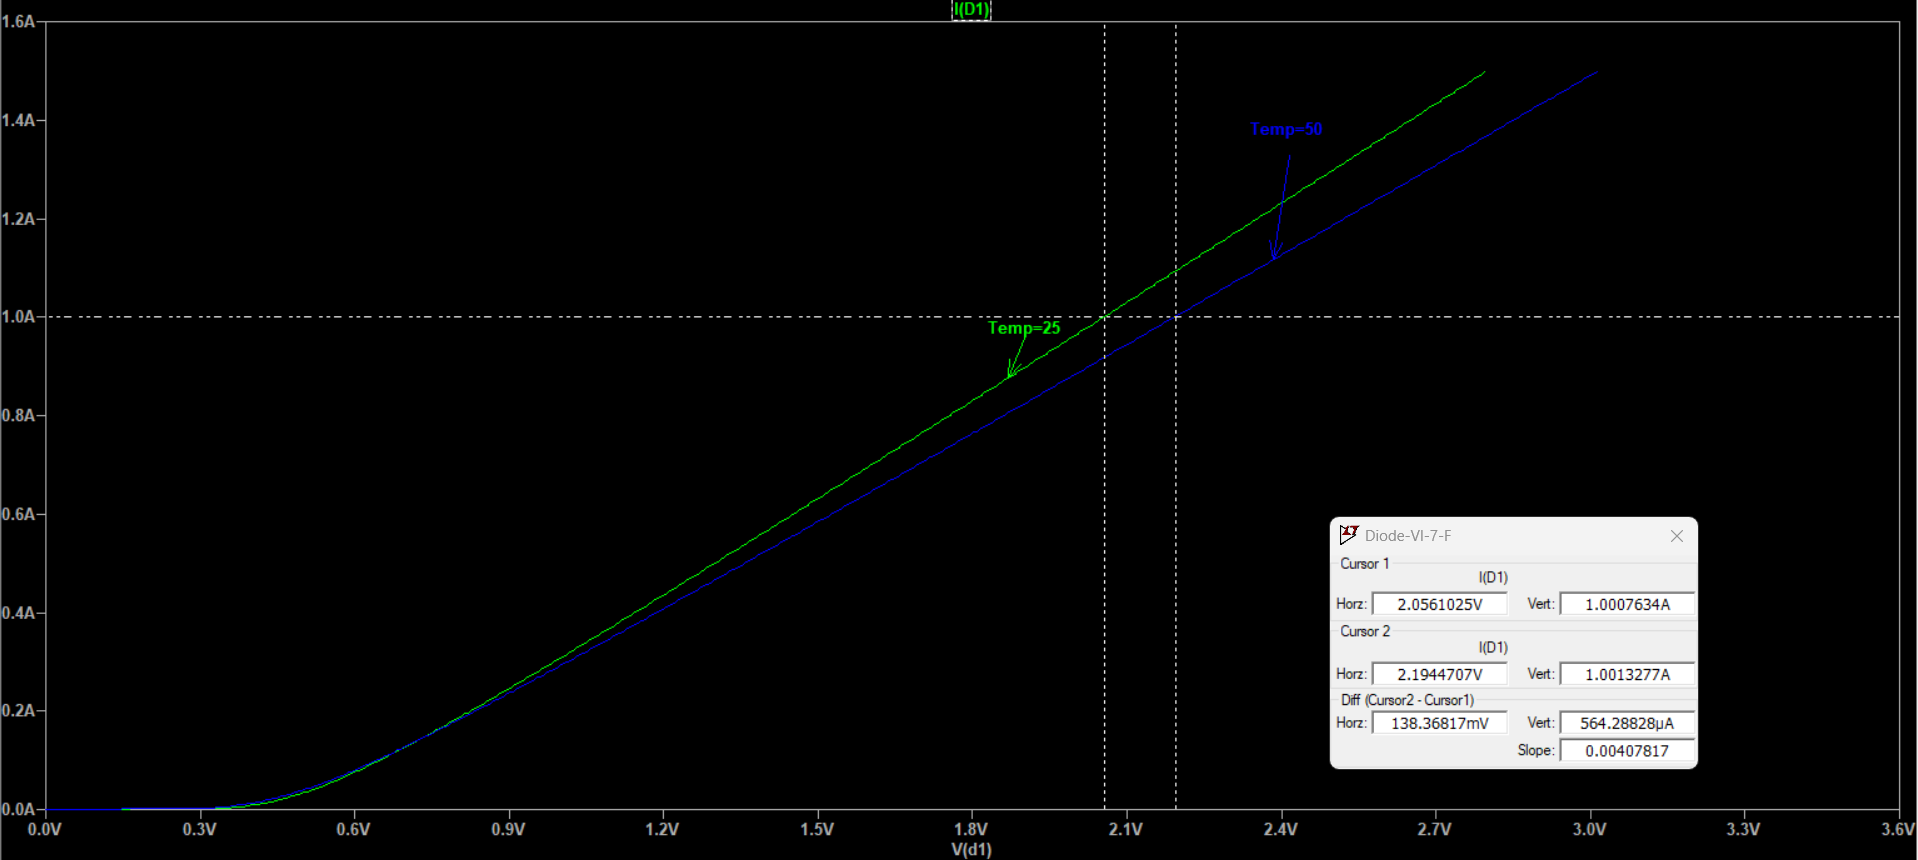 I(D1)
1.6A
1.4A
1.2A
1.0A
0.8A
0.6A
0.4A
0.2A
0.0A
Temp=50
Temp=25
0.0V 0.3V 0.6V 0.9V 1.2V 1.5V 1.8V 2.1V 2.4V 2.7V 3.0V 3.3V 3.6V
V(d1)
Diode-VI-7-F
Cursor 1
I(D1)
Horz: 2.0561025V Vert: 1.0007634A
Cursor 2
I(D1)
Horz: 2.1944707V Vert: 1.0013277A
Diff (Cursor2 - Cursor1)
Horz: 138.36817mV Vert: 564.28828µA
Slope: 0.00407817